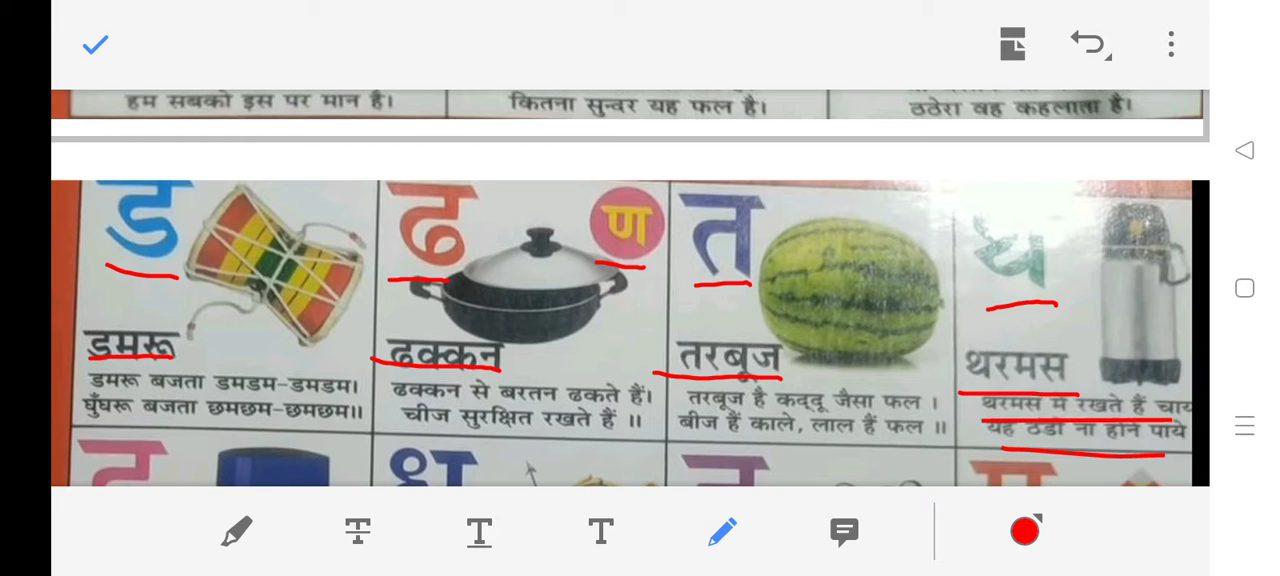 हम सबको इस पर मान है।
कितना सुन्दर यह फल है।
ठठेरा वह कहलाता है।
ड
ढ
ण
त
थ
डमरू
ढक्कन
तरबूज
थरमस
डमरू बजता डमडम-डमडम।
घुँघरू बजता छमछम-छमछम।।
ढक्कन से बरतन ढकते हैं।
चीज सुरक्षित रखते हैं ।।
तरबूज है कद्दू जैसा फल ।
बीज हैं काले, लाल हैं फल ।।
थरमस में रखते हैं चाय
यह ठंडी ना होने पाये